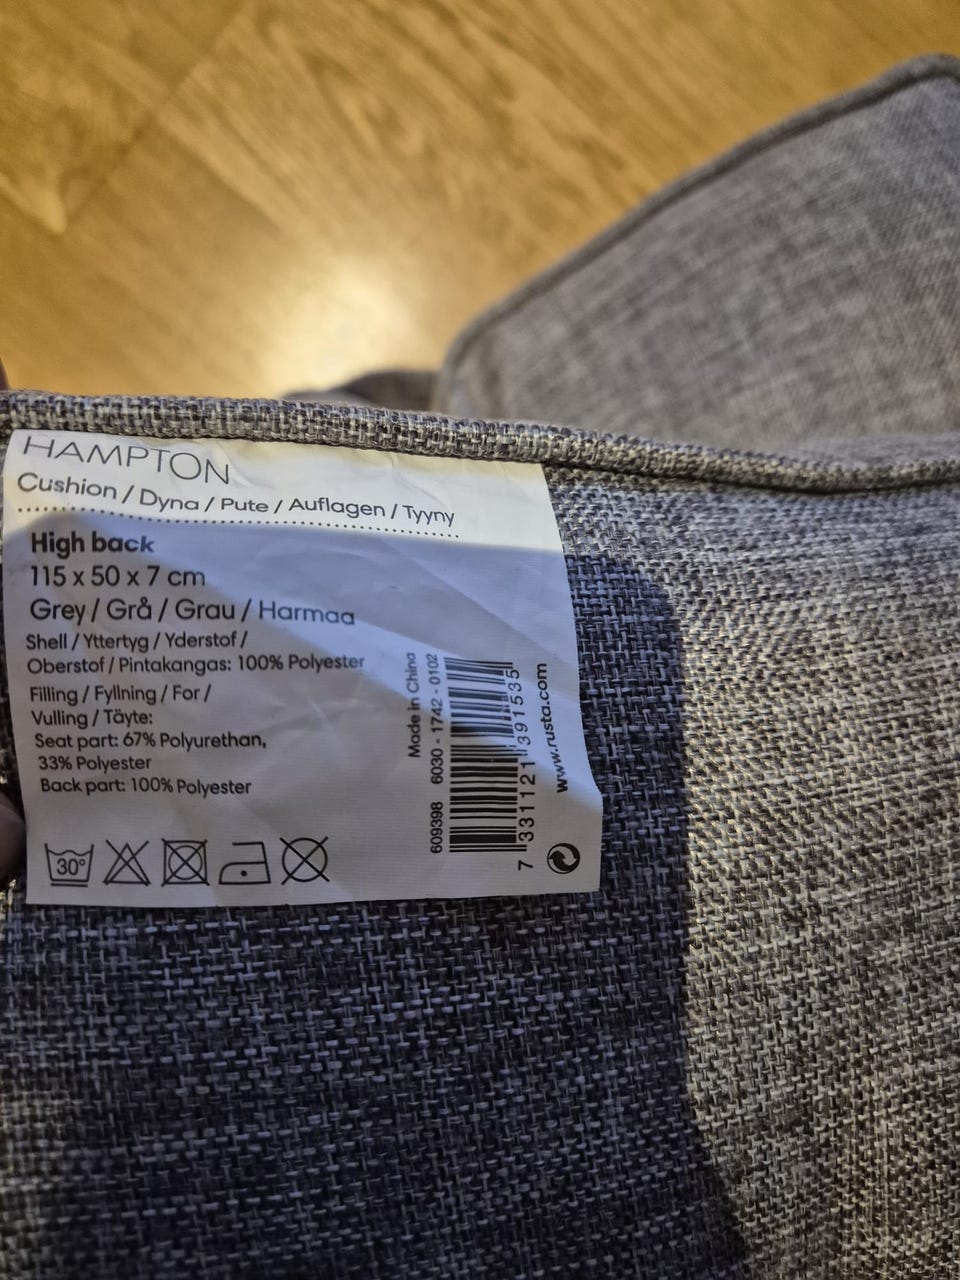 HAMPTON
Cushion / Dyna / Pute / Auflagen / Tyyny
High back
115 x 50 x 7 cm
Grey / Grå / Grau / Harmaa
Shell / Yttertyg / Yderstof /
Oberstof / Pintakangas: 100% Polyester
Filling / Fyllning / For /
Vulling / Täyte:
Seat part: 67% Polyurethan,
33% Polyester
Back part: 100% Polyester
30°
Made in China
609398 6030 - 1742 - 0102
7 331121 391535
www.rusta.com